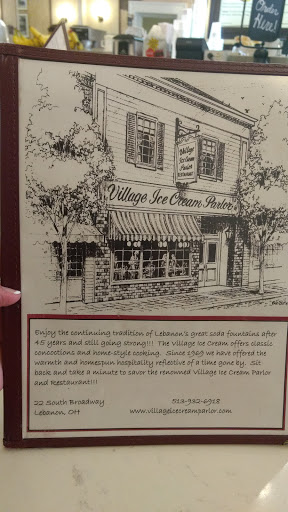 Order
Here!
Village
Ice Cream
Parlor
RESTAURANT
Village Ice Cream Parlor
Enjoy the continuing tradition of Lebanon's great soda fountains after
45 years and still going strong!!! The Village Ice Cream offers classic
concoctions and home-style cooking. Since 1969 we have offered the
warmth and homespun hospitality reflective of a time gone by. Sit
back and take a minute to savor the renowned Village Ice Cream Parlor
and Restaurant!!!
22 South Broadway 513-932-6918
Lebanon, OH www.villageicecreamparlor.com